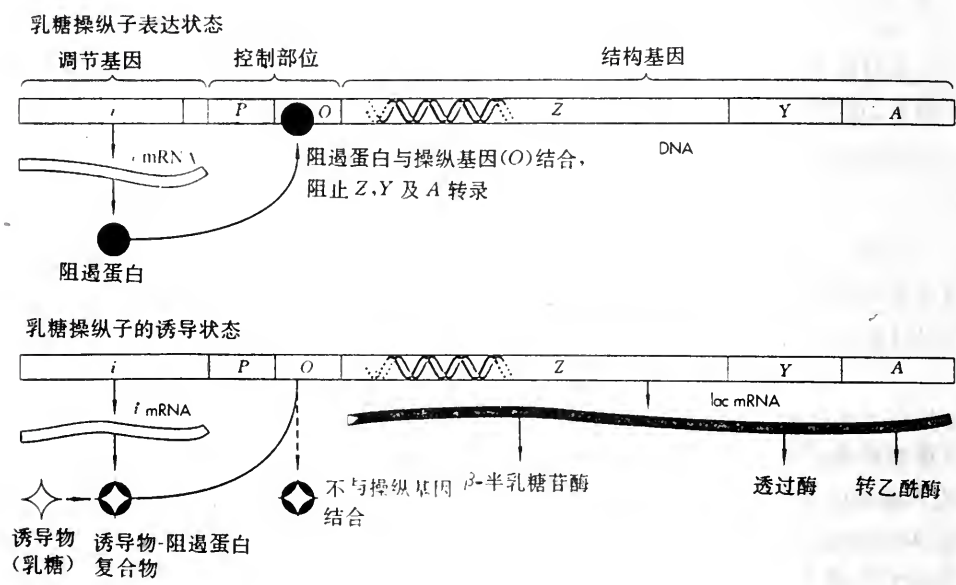 乳糖操纵子表达状态
调节基因 控制部位 结构基因
i P O Z Y A
i mRNA
阻遏蛋白与操纵基因(O)结合,
阻止 Z,Y 及 A 转录
DNA
阻遏蛋白
乳糖操纵子的诱导状态
i P O Z Y A
i mRNA
lac mRNA
不与操纵基因
结合
β-半乳糖苷酶
透过酶
转乙酰酶
诱导物
(乳糖)
诱导物-阻遏蛋白
复合物